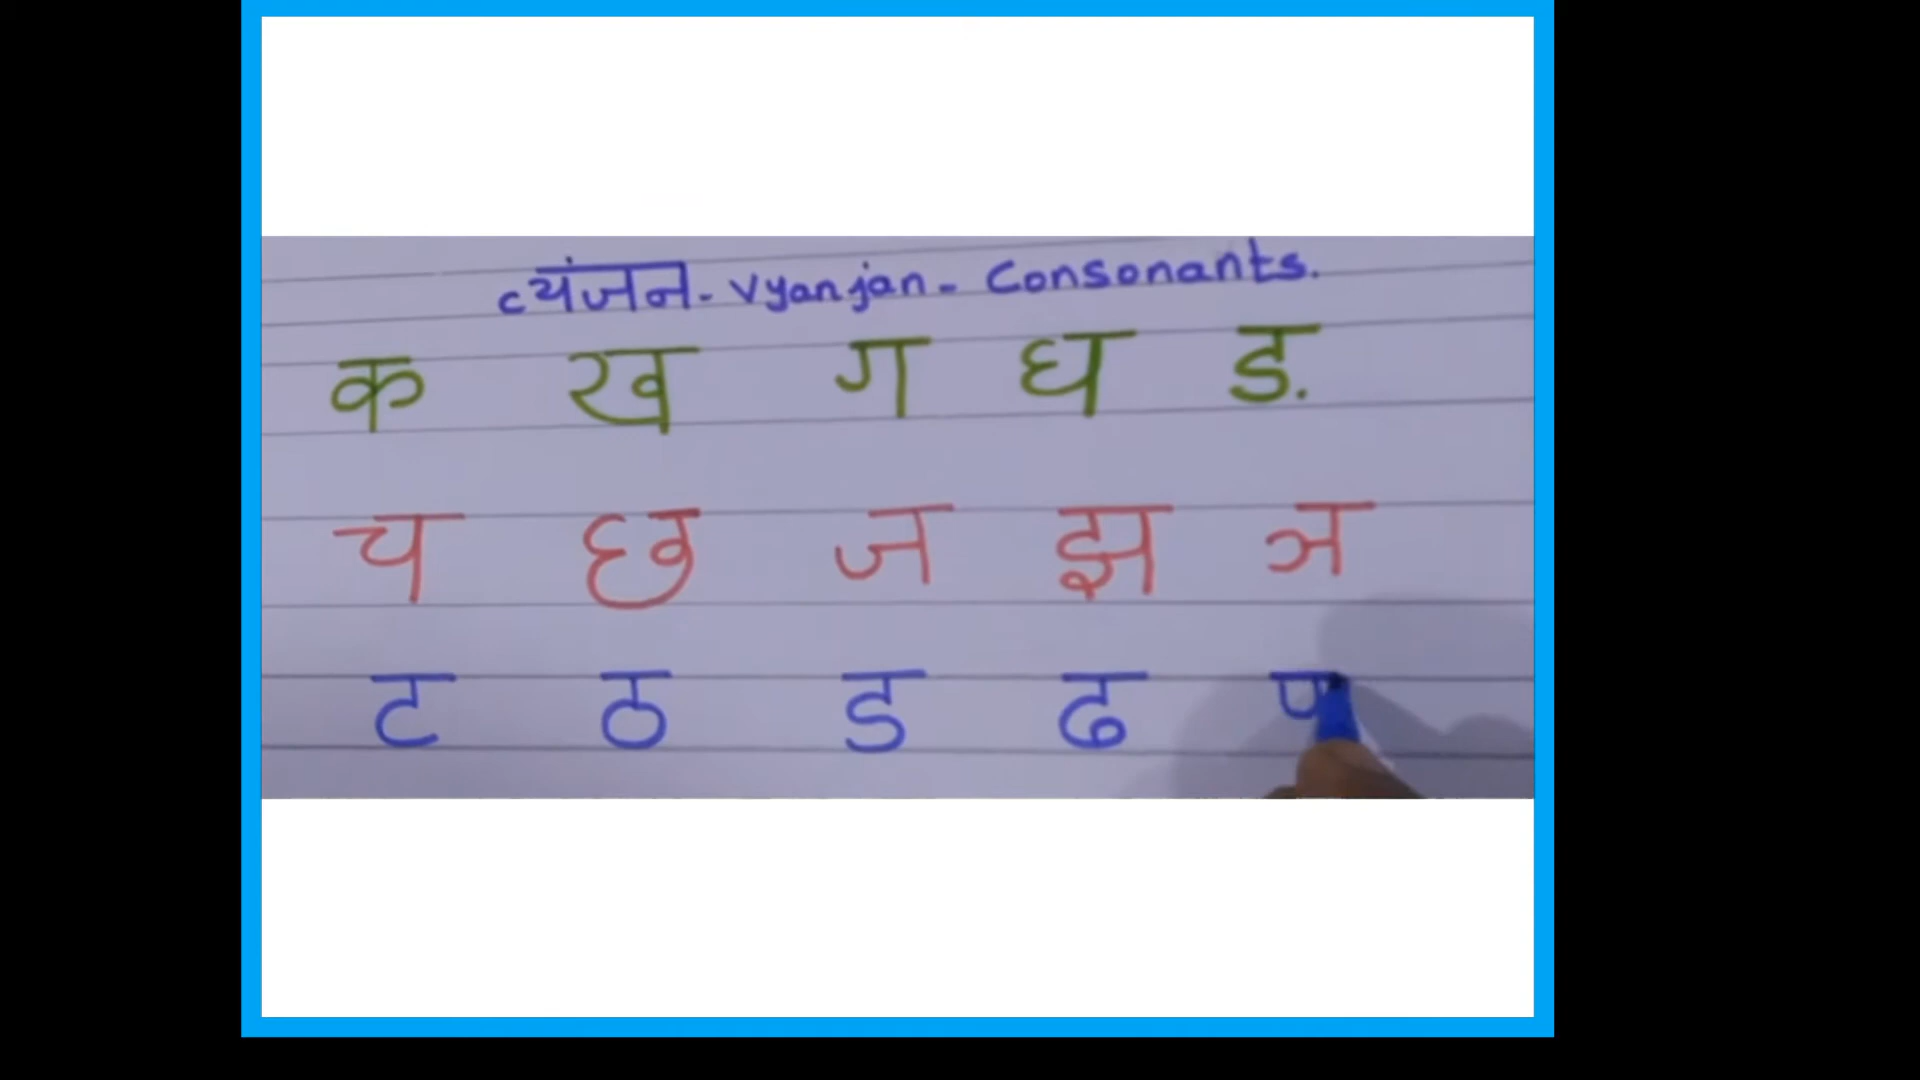 व्यंजन - Vyanjan - Consonants.
क ख ग घ ड.
च छ ज झ ञ
ट ठ ड ढ